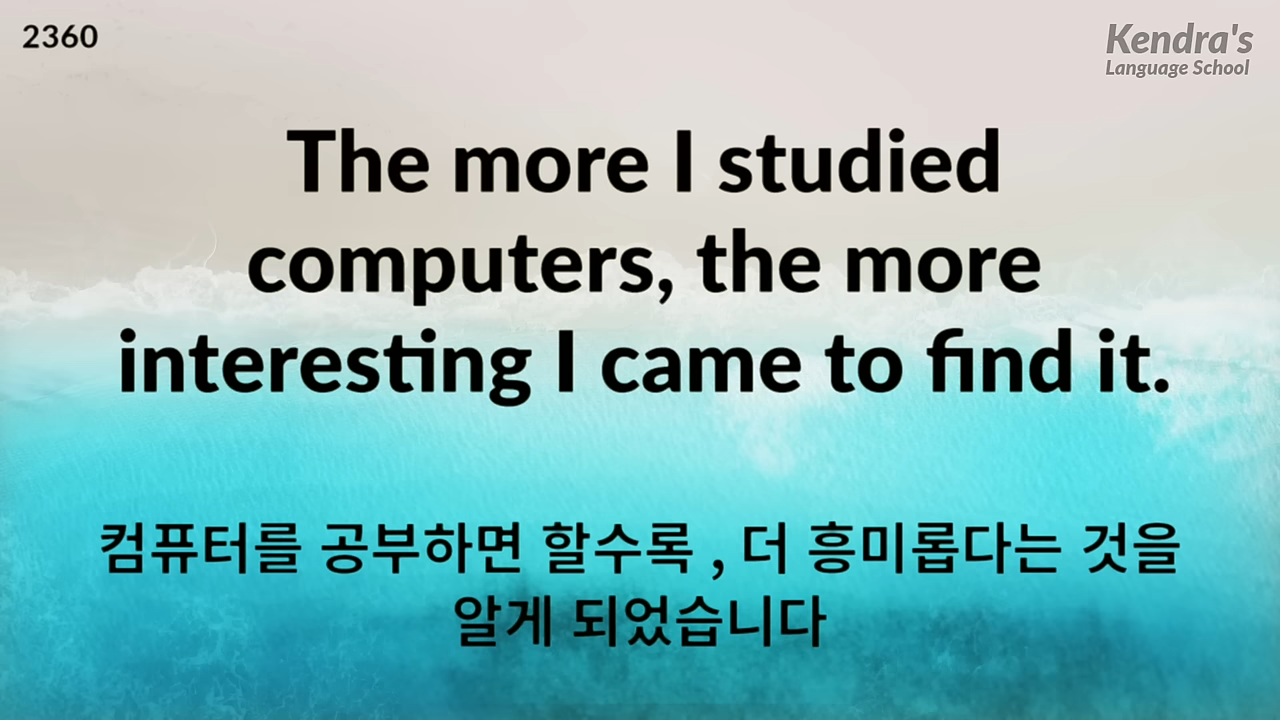 2360
Kendra's
Language School
The more I studied
computers, the more
interesting I came to find it.
컴퓨터를 공부하면 할수록 , 더 흥미롭다는 것을
알게 되었습니다